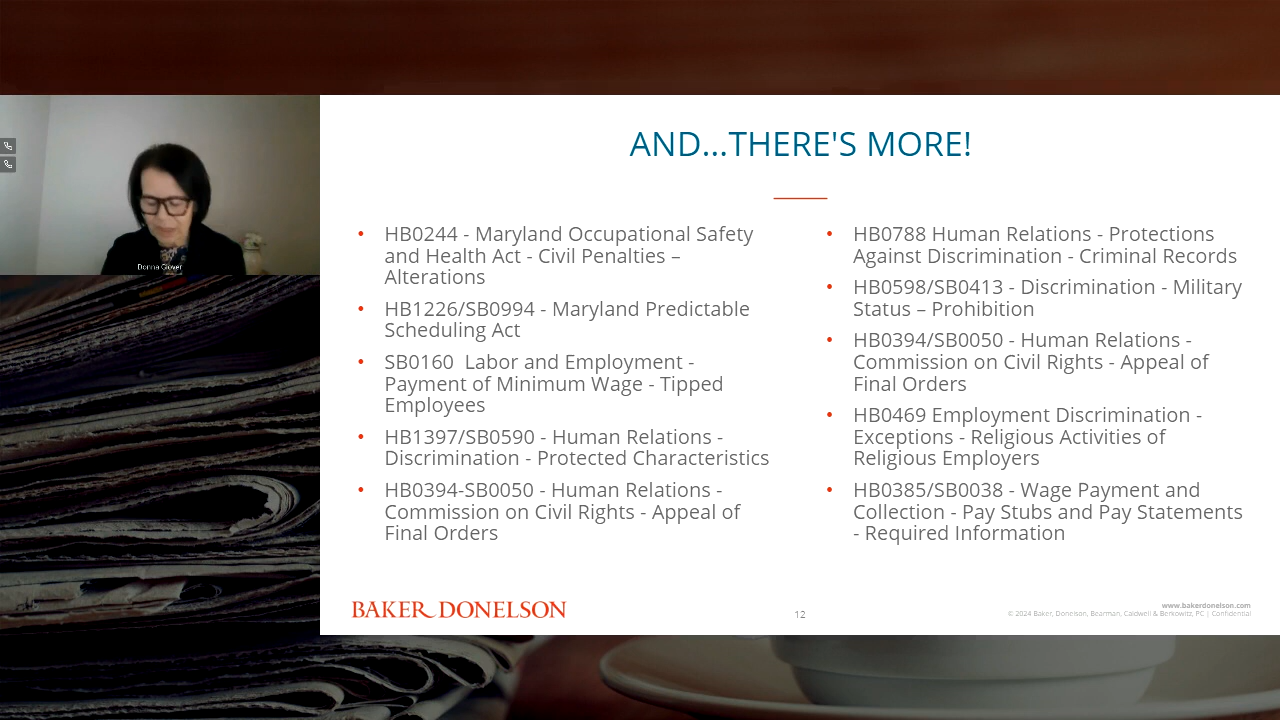 Donna Glover
AND...THERE'S MORE!
• HB0244 - Maryland Occupational Safety
and Health Act - Civil Penalties –
Alterations
• HB1226/SB0994 - Maryland Predictable
Scheduling Act
• SB0160  Labor and Employment -
Payment of Minimum Wage - Tipped
Employees
• HB1397/SB0590 - Human Relations -
Discrimination - Protected Characteristics
• HB0394-SB0050 - Human Relations -
Commission on Civil Rights - Appeal of
Final Orders
• HB0788 Human Relations - Protections
Against Discrimination - Criminal Records
• HB0598/SB0413 - Discrimination - Military
Status – Prohibition
• HB0394/SB0050 - Human Relations -
Commission on Civil Rights - Appeal of
Final Orders
• HB0469 Employment Discrimination -
Exceptions - Religious Activities of
Religious Employers
• HB0385/SB0038 - Wage Payment and
Collection - Pay Stubs and Pay Statements
- Required Information
BAKER DONELSON
12
www.bakerdonelson.com
© 2024 Baker, Donelson, Bearman, Caldwell & Berkowitz, PC | Confidential